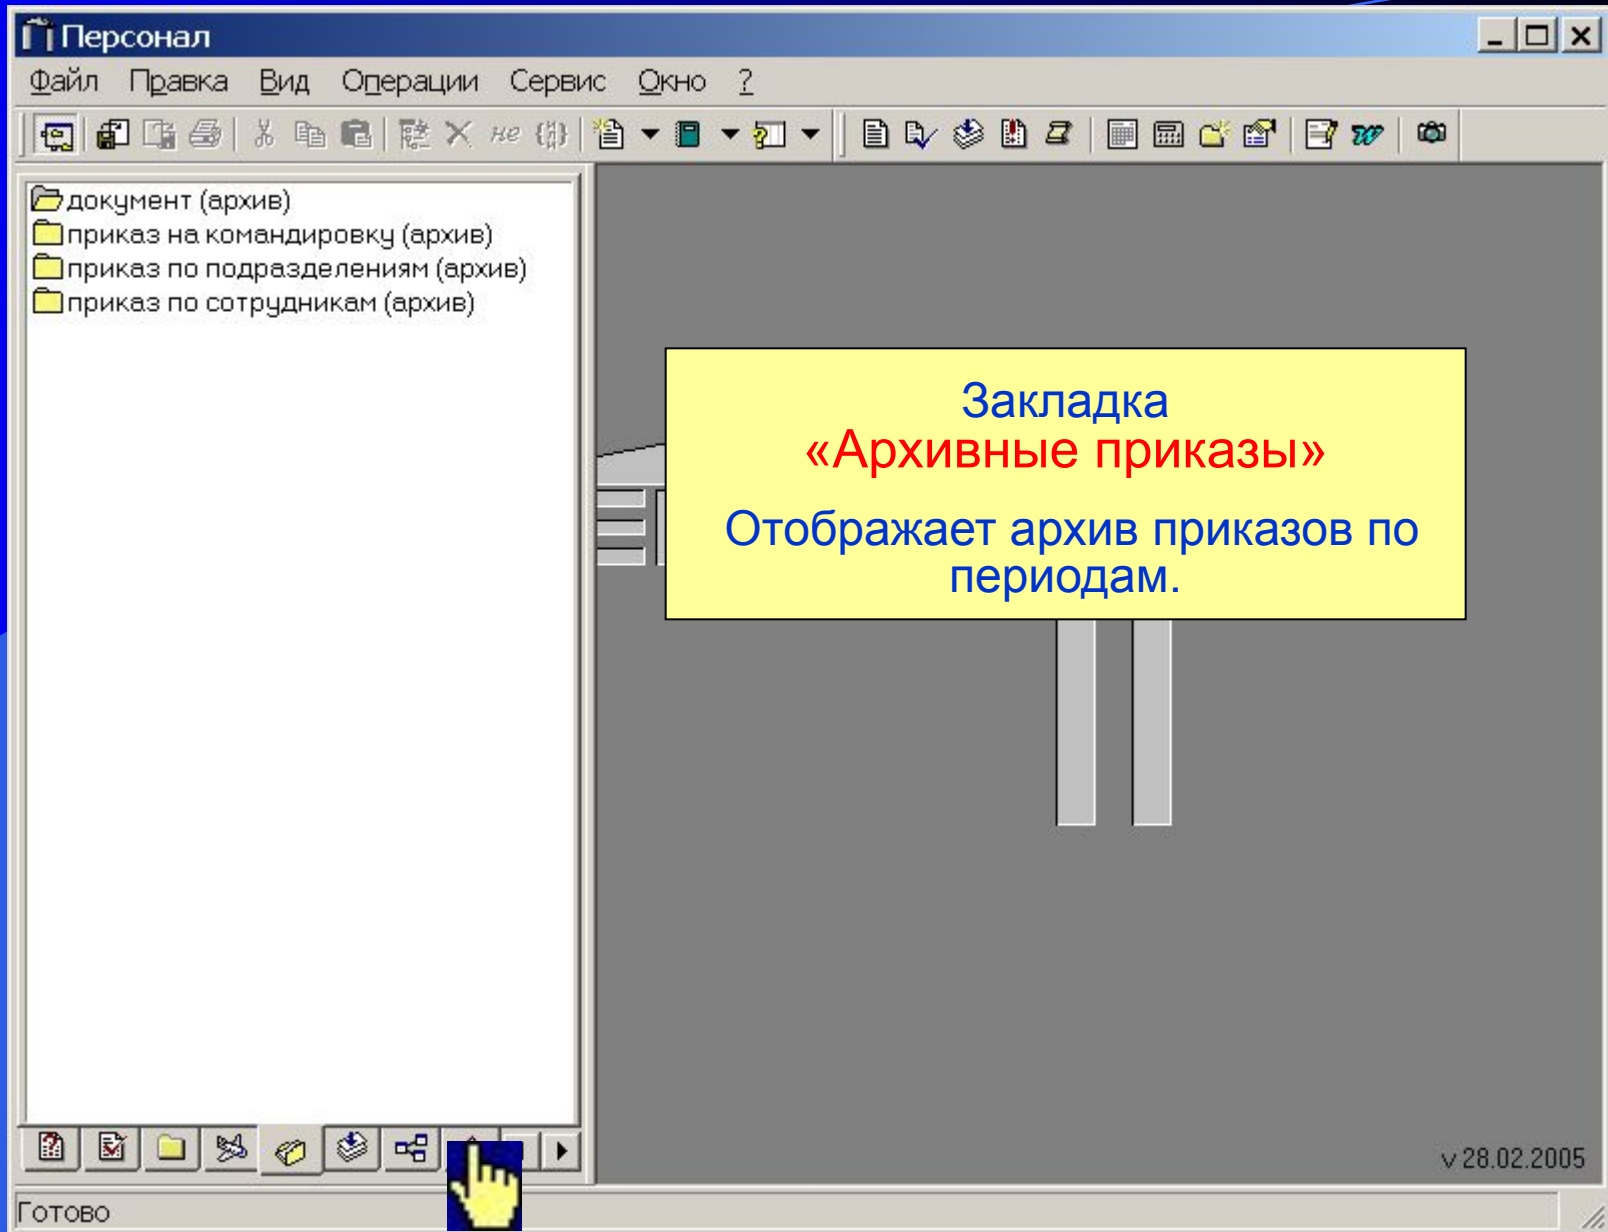 Персонал
Файл Правка Вид Операции Сервис Окно ?
не {#}
документ (архив)
приказ на командировку (архив)
приказ по подразделениям (архив)
приказ по сотрудникам (архив)
Закладка
«Архивные приказы»
Отображает архив приказов по
периодам.
v 28.02.2005
Готово